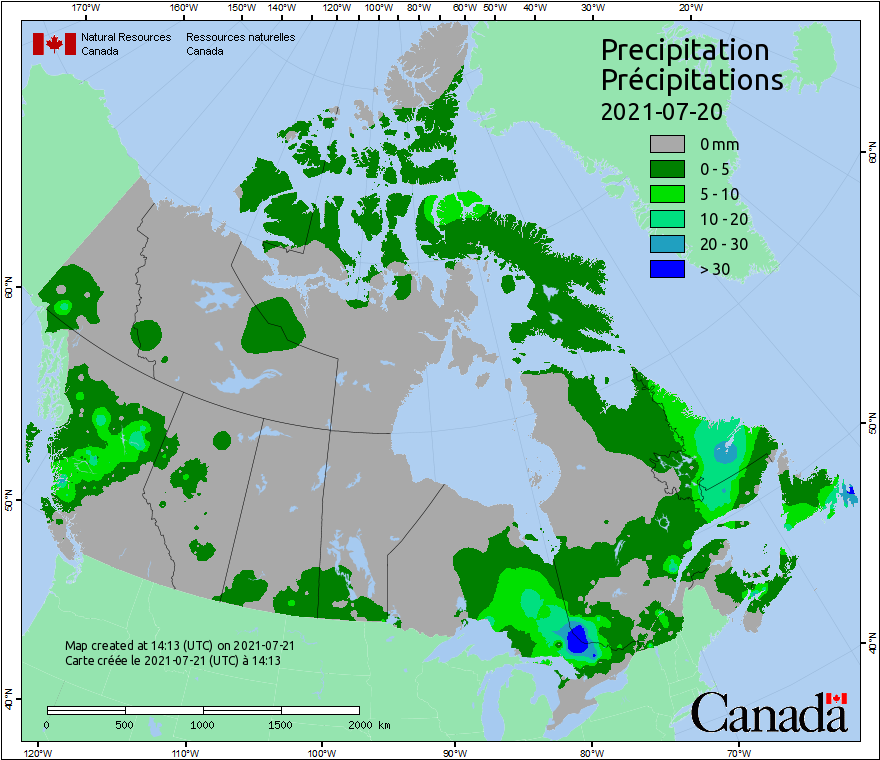 170°W 160°W 150°W 140°W 130°W 120°W 110°W 100°W 90°W 80°W 60°W 50°W 40°W 30°W 20°W
Natural Resources Canada
Ressources naturelles Canada
Precipitation
Précipitations
2021-07-20
0 mm
0 - 5
5 - 10
10 - 20
20 - 30
> 30
60°N
60°N
50°N
50°N
40°N
40°N
Map created at 14:13 (UTC) on 2021-07-21
Carte créée le 2021-07-21 (UTC) à 14:13
0 500 1000 1500 2000 km
Canada
120°W 110°W 100°W 90°W 80°W 70°W